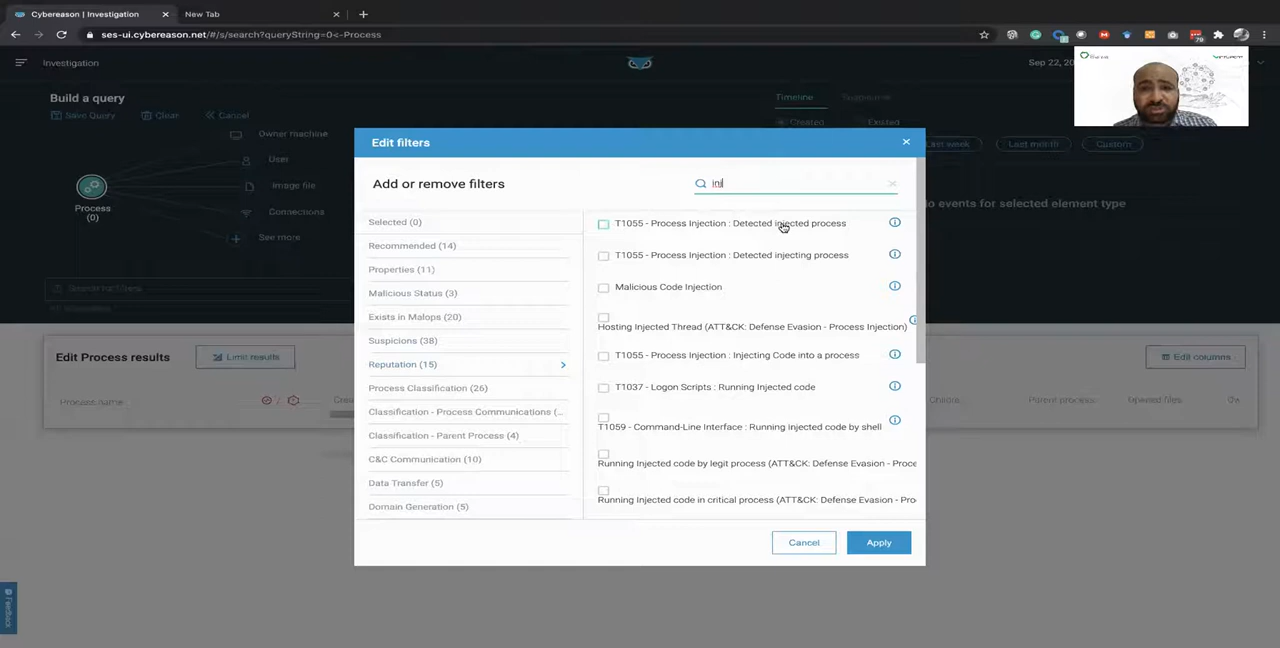 Cybereason | Investigation
New Tab
ses-ui.cybereason.net/#/s/search?queryString=0<-Process
Investigation
Sep 22, 20
Build a query
Save Query
Clear
Cancel
Timeline
Created
Existed
Owner machine
User
Image file
Connections
See more
Process
(0)
Last week
Last month
Custom
o events for selected element type
Edit filters
Add or remove filters
inj
Selected (0)
Recommended (14)
Properties (11)
Malicious Status (3)
Exists in Malops (20)
Suspicions (38)
Reputation (15)
Process Classification (26)
Classification - Process Communications (...
Classification - Parent Process (4)
C&C Communication (10)
Data Transfer (5)
Domain Generation (5)
T1055 - Process Injection : Detected injected process
T1055 - Process Injection : Detected injecting process
Malicious Code Injection
Hosting Injected Thread (ATT&CK: Defense Evasion - Process Injection)
T1055 - Process Injection : Injecting Code into a process
T1037 - Logon Scripts : Running Injected code
T1059 - Command-Line Interface : Running injected code by shell
Running Injected code by legit process (ATT&CK: Defense Evasion - Proce
Running Injected code in critical process (ATT&CK: Defense Evasion - Pro
Cancel
Apply
Edit Process results
Limit results
Edit columns
Process name
Parent process
Opened files
Feedback